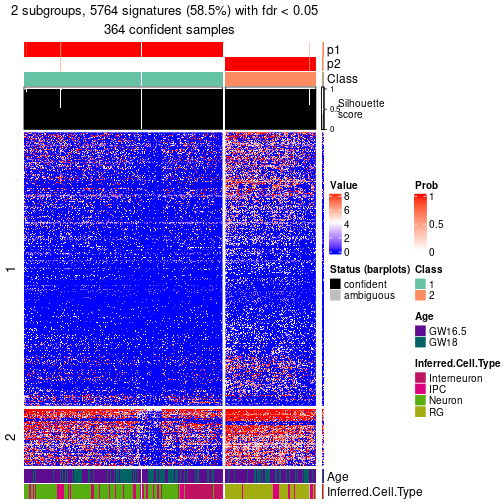 2 subgroups, 5764 signatures (58.5%) with fdr < 0.05
364 confident samples
p1
p2
Class
1
0.5
0
Silhouette
score
1
2
Age
Inferred.Cell.Type
Value
8
6
4
2
0
Prob
1
0.5
0
Status (barplots)
confident
ambiguous
Class
1
2
Age
GW16.5
GW18
Inferred.Cell.Type
Interneuron
IPC
Neuron
RG